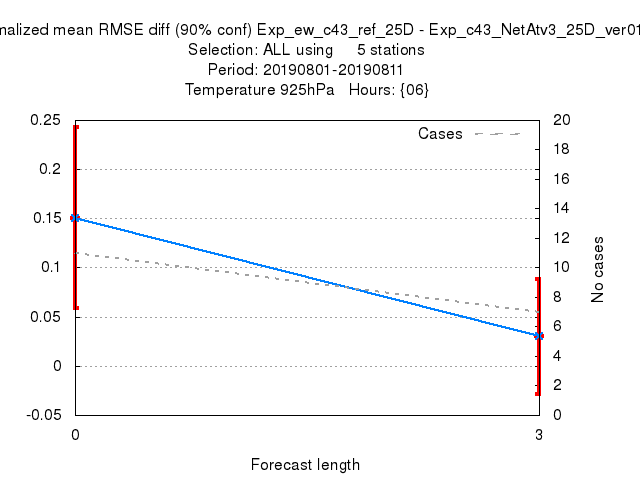 malized mean RMSE diff (90% conf) Exp_ew_c43_ref_25D - Exp_c43_NetAtv3_25D_ver01
Selection: ALL using 5 stations
Period: 20190801-20190811
Temperature 925hPa Hours: {06}
Cases
0.25
0.2
0.15
0.1
0.05
0
-0.05
20
18
16
14
12
10
8
6
4
2
0
No cases
0
3
Forecast length